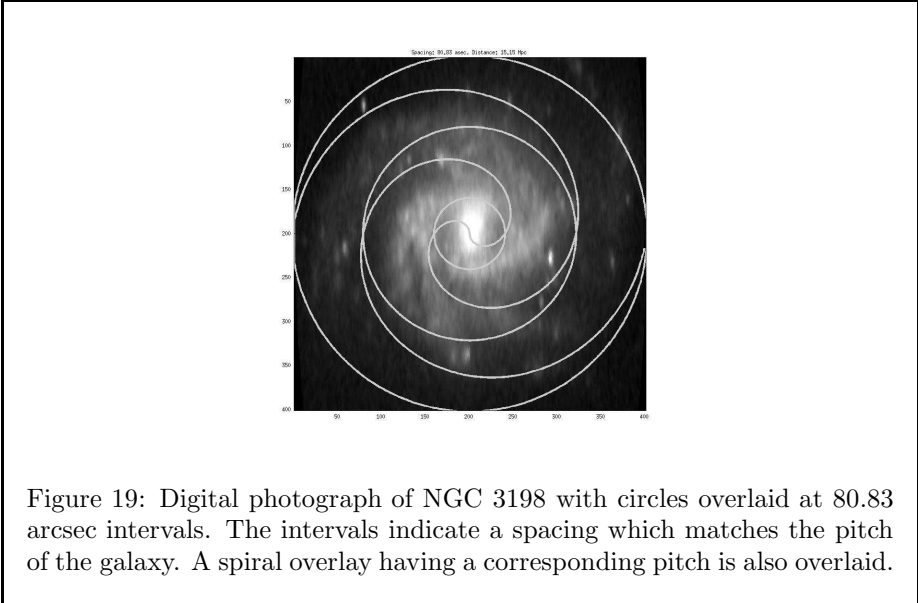 Spacing: 80.83 asec, Distance: 15.15 Mpc
50
100
150
200
250
300
350
400
50 100 150 200 250 300 350 400
Figure 19: Digital photograph of NGC 3198 with circles overlaid at 80.83
arcsec intervals. The intervals indicate a spacing which matches the pitch
of the galaxy. A spiral overlay having a corresponding pitch is also overlaid.